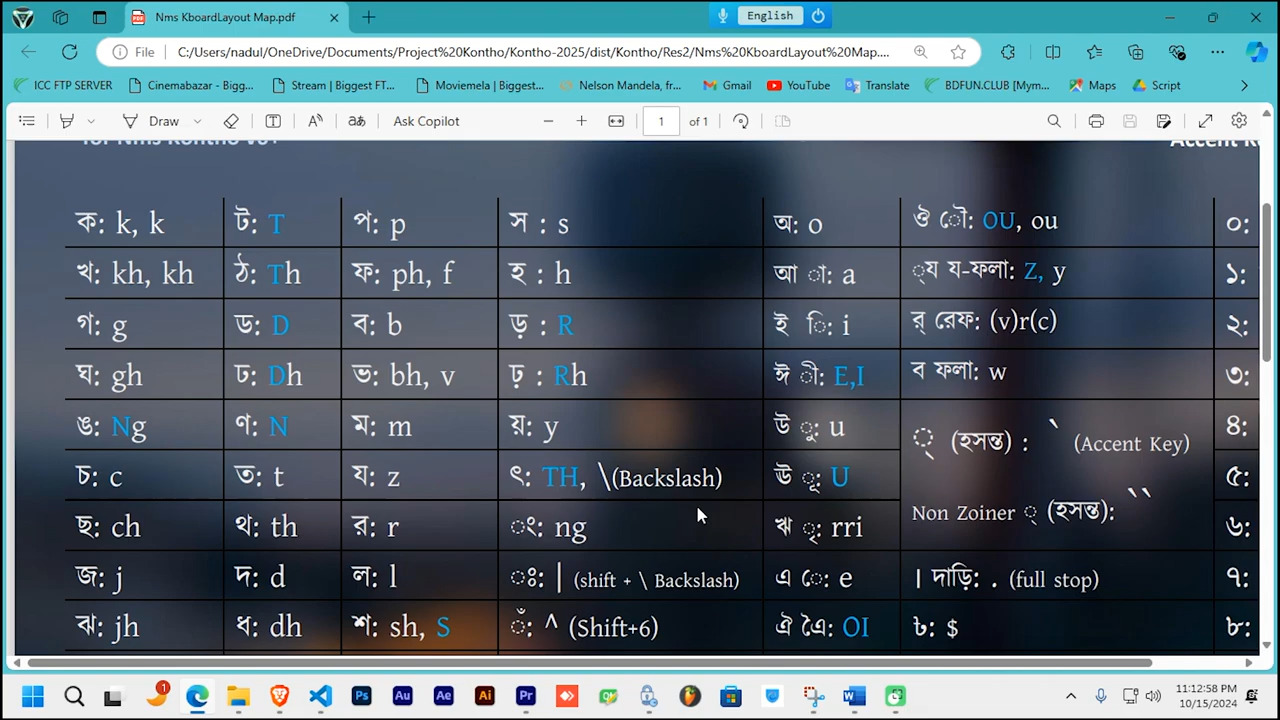 Nms KboardLayout Map.pdf
English
File
C:/Users/nadul/OneDrive/Documents/Project%20Kontho/Kontho-2025/dist/Kontho/Res2/Nms%20KboardLayout%20Map....
ICC FTP SERVER
Cinemabazar - Bigg...
Stream | Biggest FT...
Moviemela | Biggest...
Nelson Mandela, fr...
Gmail
YouTube
Translate
BDFUN.CLUB [Mym...
Maps
Script
Draw
Ask Copilot
1 of 1
ক: k, k ট: T প: p স : s অ: o ঔ ৌ: OU, ou ০:
খ: kh, kh ঠ: Th ফ: ph, f হ : h আ া: a ্য য-ফলা: Z, y ১:
গ: g ড: D ব: b ড় : R ই ি: i র্ রেফ: (v)r(c) ২:
ঘ: gh ঢ: Dh ভ: bh, v ঢ় : Rh ঈ ী: E,I ব ফলা: w ৩:
ঙ: Ng ণ: N ম: m য়: y উ ু: u ্ (হসন্ত) : ` (Accent Key) ৪:
চ: c ত: t য: z ৎ: TH, \(Backslash) ঊ ূ: U ৫:
ছ: ch থ: th র: r ং: ng ঋ ৃ: rri Non Zoiner ্ (হসন্ত): `` ৬:
জ: j দ: d ল: l ঃ: | (shift + \ Backslash) এ ে: e । দাড়ি: . (full stop) ৭:
ঝ: jh ধ: dh শ: sh, S ঁ: ^ (Shift+6) ঐ ৈ: OI ৳: $ ৮:
1
11:12:58 PM
10/15/2024